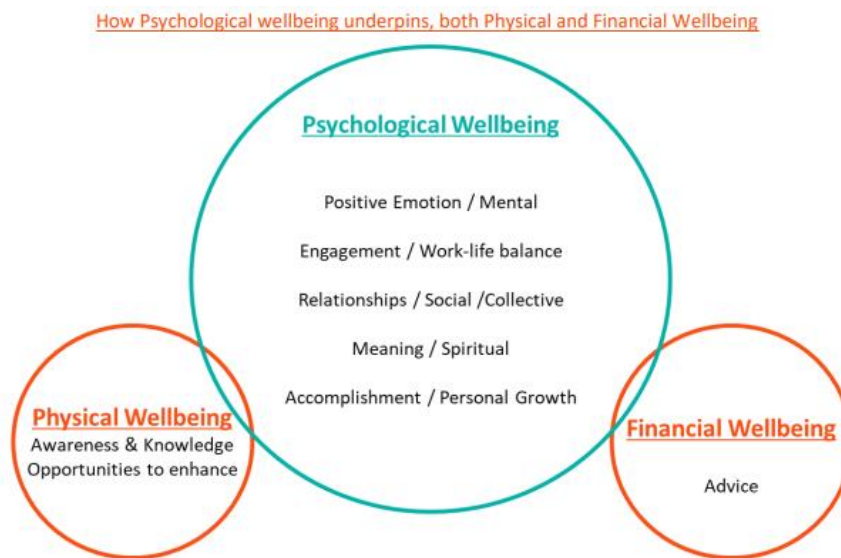 How Psychological wellbeing underpins, both Physical and Financial Wellbeing
Psychological Wellbeing
Positive Emotion / Mental
Engagement / Work-life balance
Relationships / Social /Collective
Meaning / Spiritual
Accomplishment / Personal Growth
Physical Wellbeing
Awareness & Knowledge
Opportunities to enhance
Financial Wellbeing
Advice